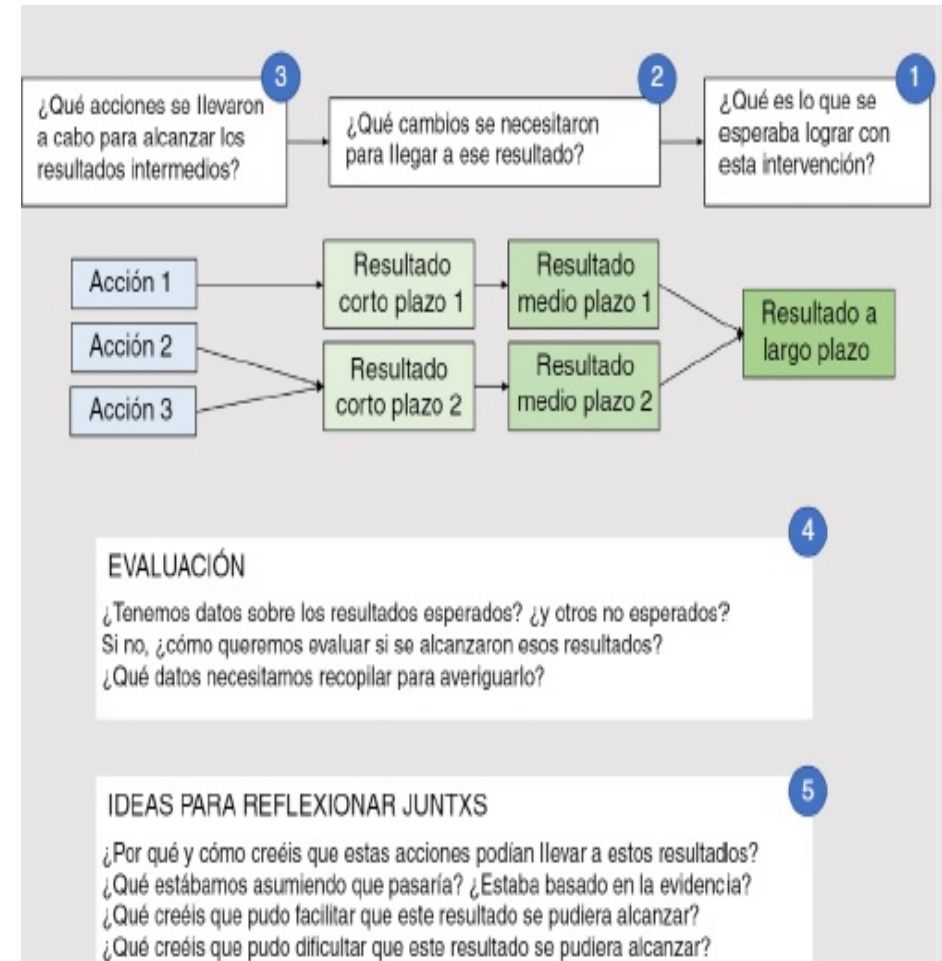 3
¿Qué acciones se llevaron
a cabo para alcanzar los
resultados intermedios?
2
¿Qué cambios se necesitaron
para llegar a ese resultado?
1
¿Qué es lo que se
esperaba lograr con
esta intervención?
Acción 1
Acción 2
Acción 3
Resultado
corto plazo 1
Resultado
corto plazo 2
Resultado
medio plazo 1
Resultado
medio plazo 2
Resultado a
largo plazo
4
EVALUACIÓN
¿Tenemos datos sobre los resultados esperados? ¿y otros no esperados?
Si no, ¿cómo queremos evaluar si se alcanzaron esos resultados?
¿Qué datos necesitamos recopilar para averiguarlo?
5
IDEAS PARA REFLEXIONAR JUNTXS
¿Por qué y cómo creéis que estas acciones podían llevar a estos resultados?
¿Qué estábamos asumiendo que pasaría? ¿Estaba basado en la evidencia?
¿Qué creéis que pudo facilitar que este resultado se pudiera alcanzar?
¿Qué creéis que pudo dificultar que este resultado se pudiera alcanzar?